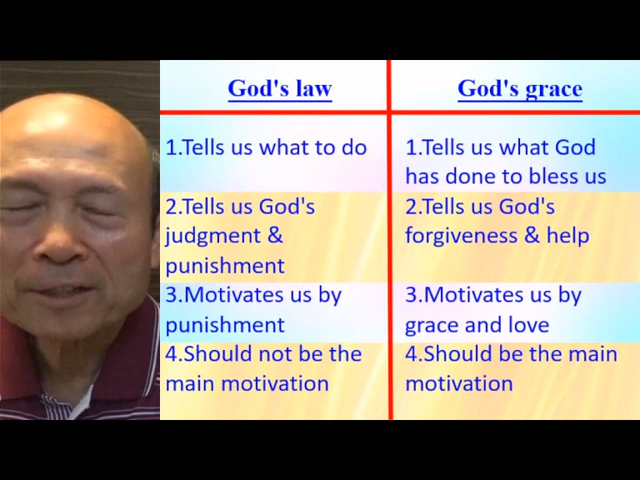 God's law
God's grace
1.Tells us what to do
1.Tells us what God
has done to bless us
2.Tells us God's
judgment &
punishment
2.Tells us God's
forgiveness & help
3.Motivates us by
punishment
3.Motivates us by
grace and love
4.Should not be the
main motivation
4.Should be the main
motivation